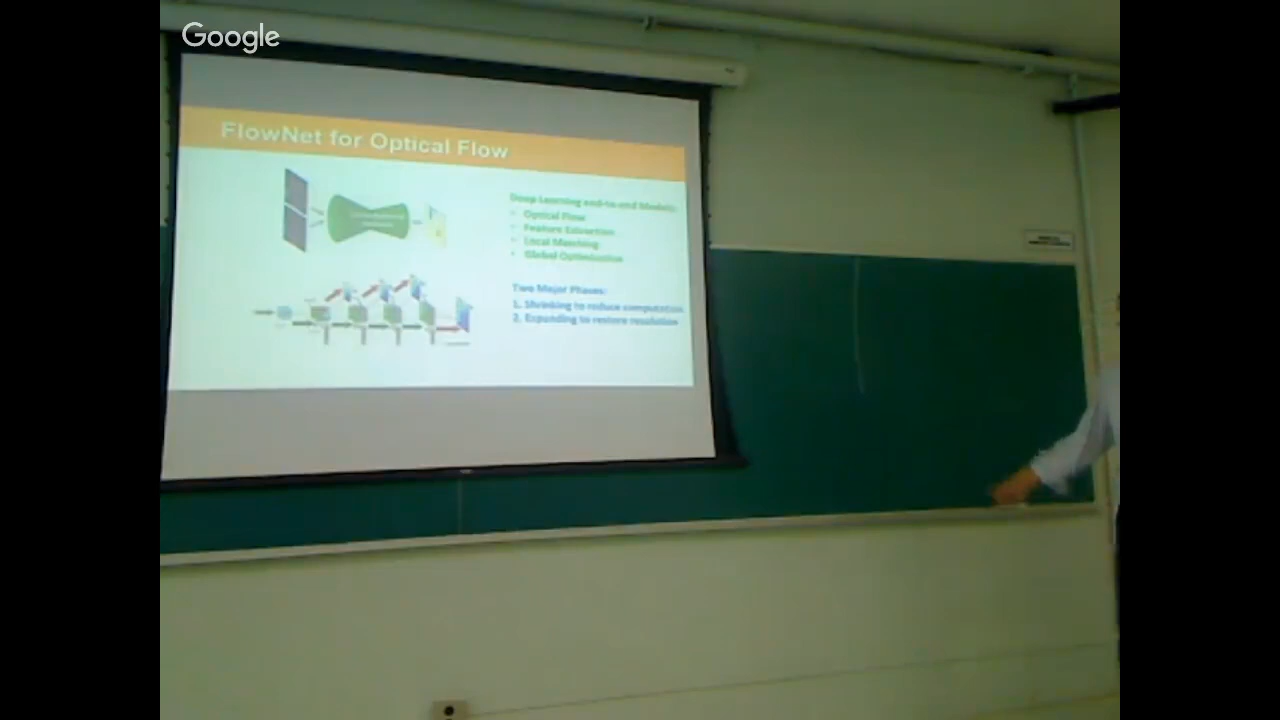 Google
FlowNet for Optical Flow
Deep Learning end-to-end Models:
Optical Flow
Feature Extraction
Local Matching
Global Optimization
Two Major Phases:
1. Shrinking to reduce computation
2. Expanding to restore resolution